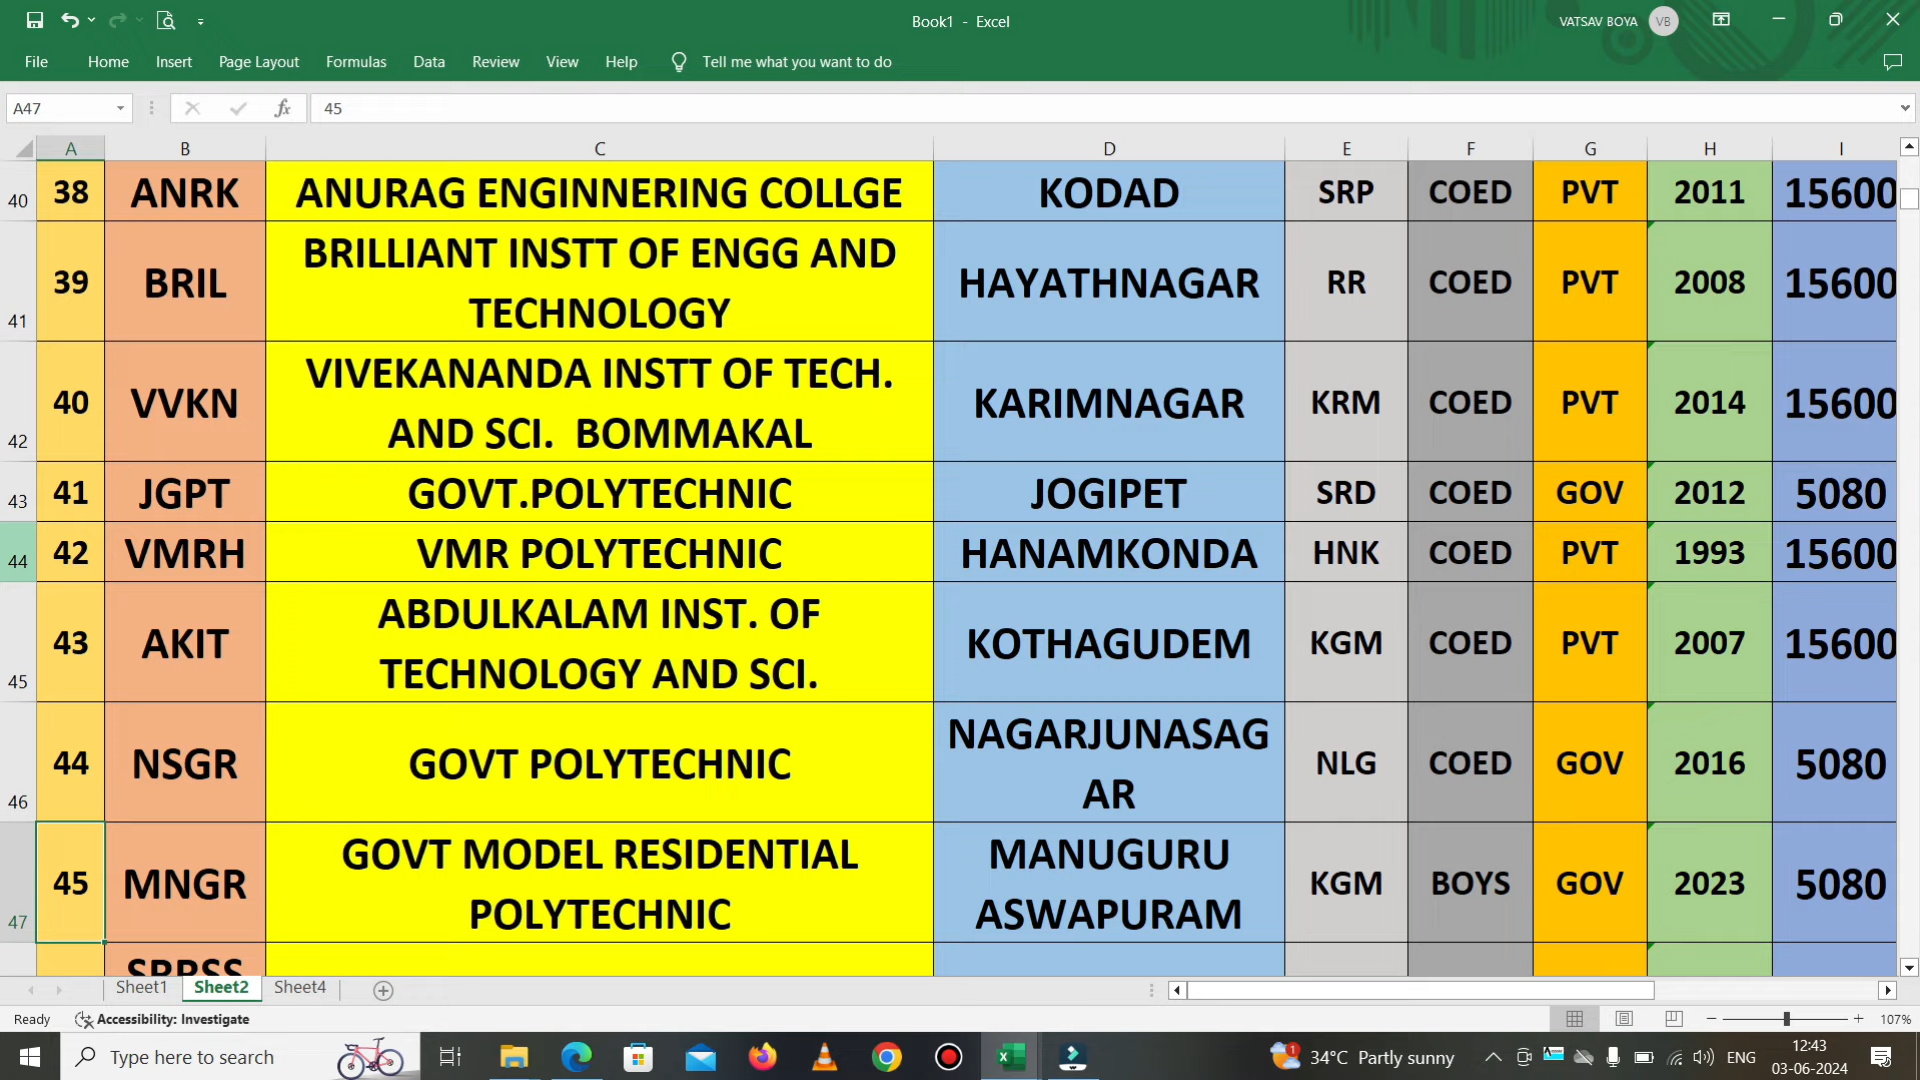 Book1 - Excel
VATSAV BOYA VB
File Home Insert Page Layout Formulas Data Review View Help Tell me what you want to do
A47 fx 45
A B C D E F G H I
40 38 ANRK ANURAG ENGINNERING COLLGE KODAD SRP COED PVT 2011 15600
41 39 BRIL BRILLIANT INSTT OF ENGG AND HAYATHNAGAR RR COED PVT 2008 15600
TECHNOLOGY
42 40 VVKN VIVEKANANDA INSTT OF TECH. KARIMNAGAR KRM COED PVT 2014 15600
AND SCI. BOMMAKAL
43 41 JGPT GOVT.POLYTECHNIC JOGIPET SRD COED GOV 2012 5080
44 42 VMRH VMR POLYTECHNIC HANAMKONDA HNK COED PVT 1993 15600
45 43 AKIT ABDULKALAM INST. OF KOTHAGUDEM KGM COED PVT 2007 15600
TECHNOLOGY AND SCI.
46 44 NSGR GOVT POLYTECHNIC NAGARJUNASAG NLG COED GOV 2016 5080
AR
47 45 MNGR GOVT MODEL RESIDENTIAL MANUGURU KGM BOYS GOV 2023 5080
POLYTECHNIC ASWAPURAM
Sheet1 Sheet2 Sheet4
Ready Accessibility: Investigate 107%
Type here to search 1 34°C Partly sunny ENG 12:43
03-06-2024